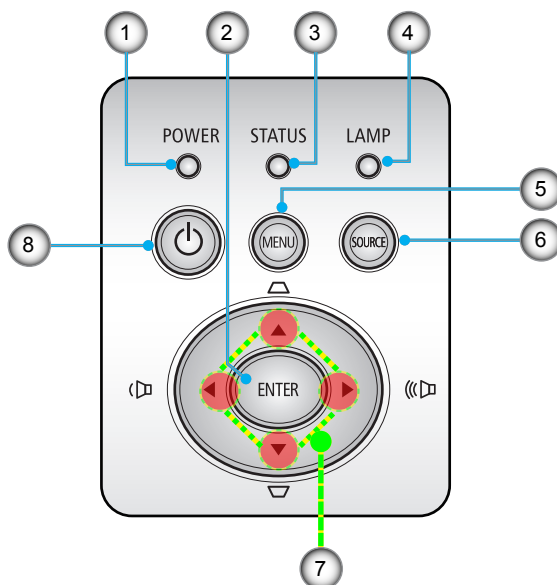 1 2 3 4
POWER STATUS LAMP
5
8 MENU SOURCE 6
ENTER
7